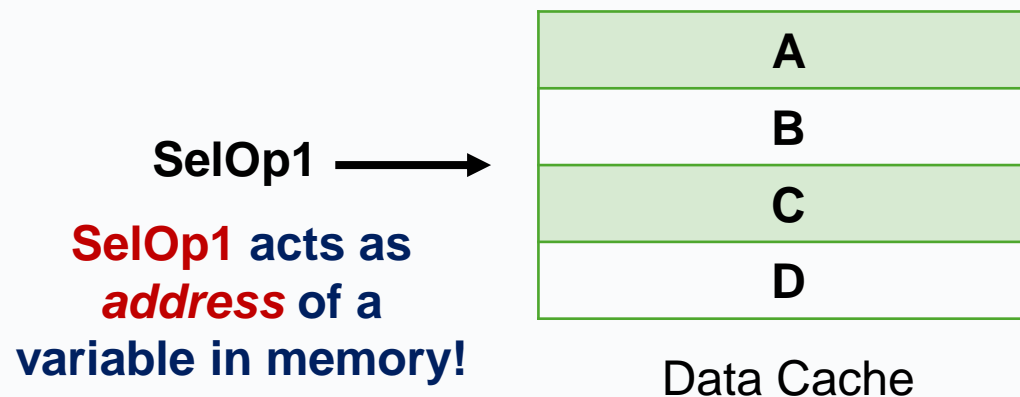 A
B
SelOp1
C
SelOp1 acts as
address of a
variable in memory!
D
Data Cache